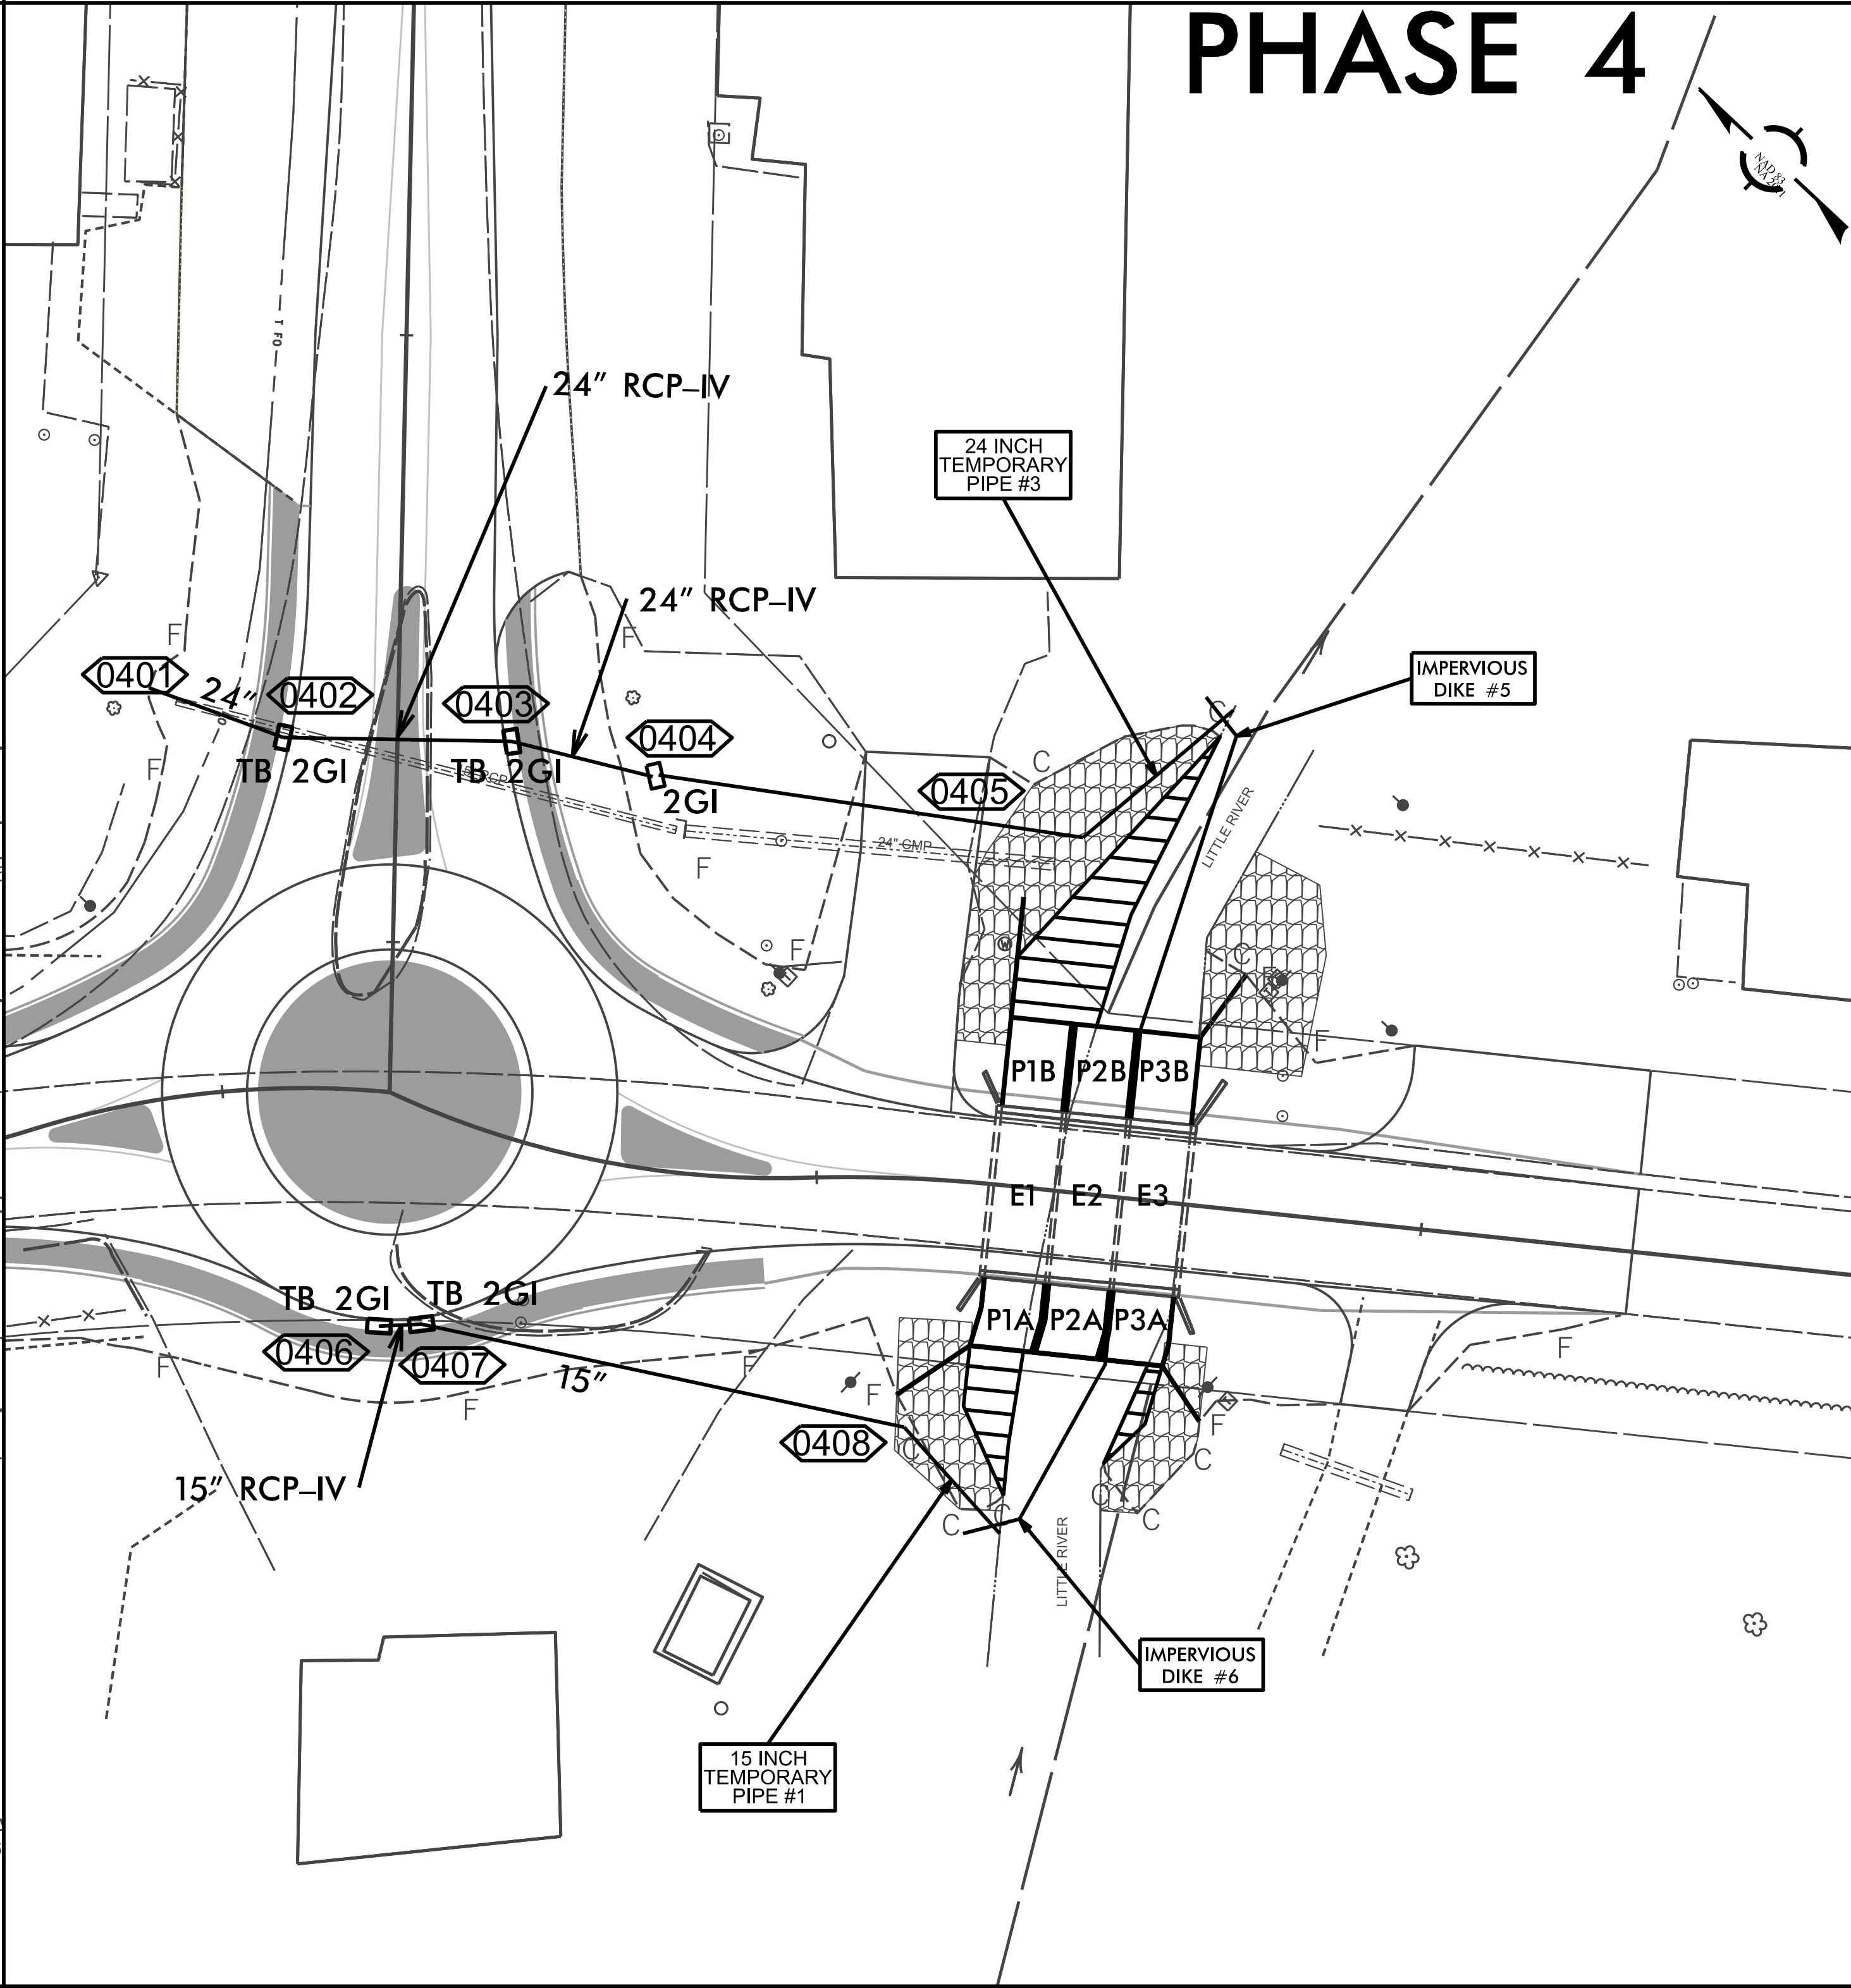 PHASE 4
NAD 83
T FO
24" RCP–IV
24 INCH
TEMPORARY
PIPE #3
24" RCP–IV
F
F
0401
24"
0402
0403
0404
IMPERVIOUS
DIKE #5
C
TB 2GI
TB 2GI
2GI
F
C
0405
24" CMP
LITTLE RIVER
F
F
W
C
F
P1B
P2B
P3B
E1
E2
E3
TB 2GI
TB 2GI
P1A
P2A
P3A
0406
0407
15"
F
F
F
F
F
F
0408
C
C
C
C
C
C
15" RCP–IV
LITTLE RIVER
IMPERVIOUS
DIKE #6
15 INCH
TEMPORARY
PIPE #1